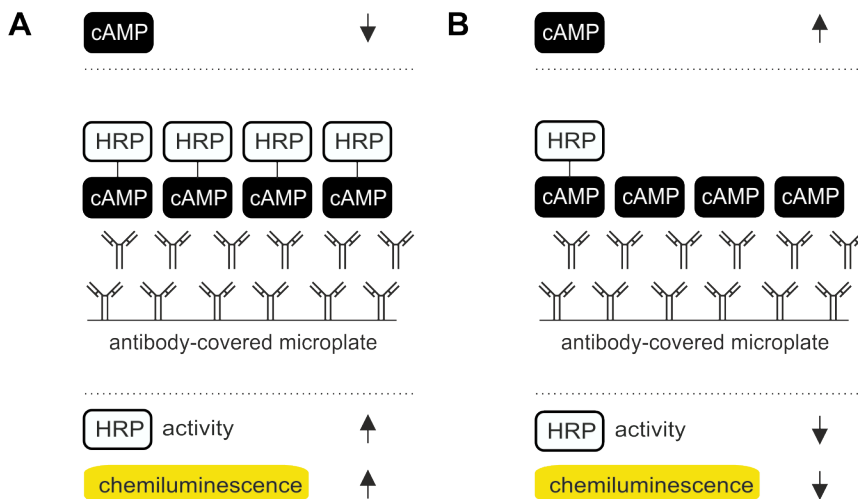 A
cAMP
HRP HRP HRP HRP
cAMP cAMP cAMP cAMP
antibody-covered microplate
HRP activity
chemiluminescence
B
cAMP
HRP
cAMP cAMP cAMP cAMP
antibody-covered microplate
HRP activity
chemiluminescence